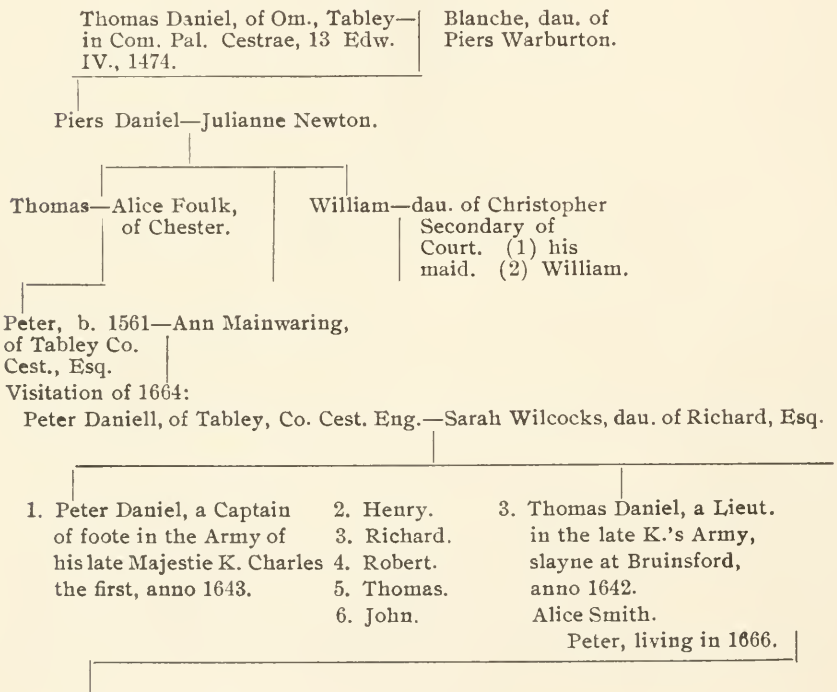 Thomas Daniel, of Om., Tabley—
in Com. Pal. Cestrae, 13 Edw.
IV., 1474.
Blanche, dau. of
Piers Warburton.
Piers Daniel—Julianne Newton.
Thomas—Alice Foulk,
of Chester.
William—dau. of Christopher
Secondary of
Court. (1) his
maid. (2) William.
Peter, b. 1561—Ann Mainwaring,
of Tabley Co.
Cest., Esq.
Visitation of 1664:
Peter Daniell, of Tabley, Co. Cest. Eng.—Sarah Wilcocks, dau. of Richard, Esq.
1. Peter Daniel, a Captain
of foote in the Army of
his late Majestie K. Charles
the first, anno 1643.
2. Henry.
3. Richard.
4. Robert.
5. Thomas.
6. John.
3. Thomas Daniel, a Lieut.
in the late K.'s Army,
slayne at Bruinsford,
anno 1642.
Alice Smith.
Peter, living in 1666.